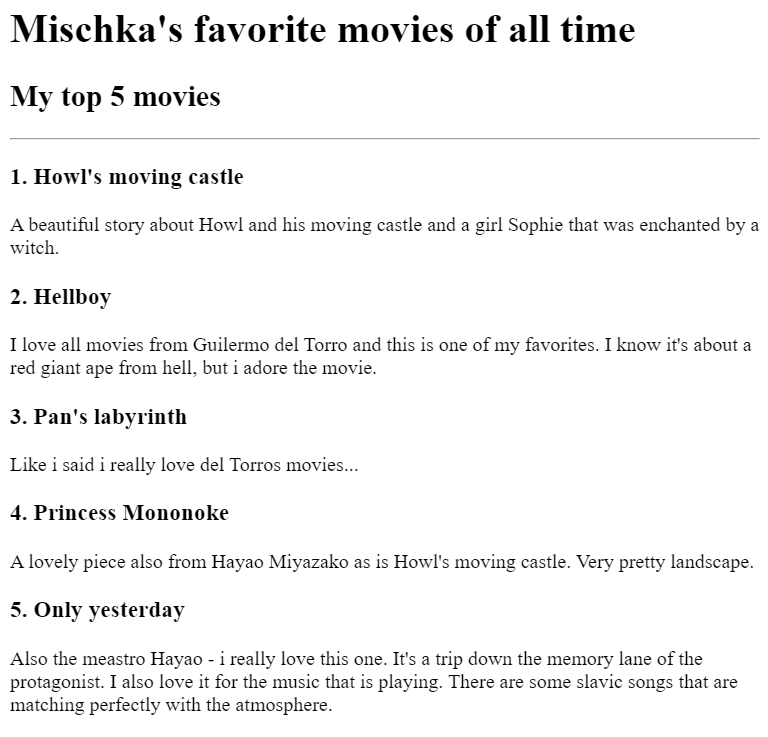 Mischka's favorite movies of all time
My top 5 movies
1. Howl's moving castle
A beautiful story about Howl and his moving castle and a girl Sophie that was enchanted by a
witch.
2. Hellboy
I love all movies from Guilermo del Torro and this is one of my favorites. I know it's about a
red giant ape from hell, but i adore the movie.
3. Pan's labyrinth
Like i said i really love del Torros movies...
4. Princess Mononoke
A lovely piece also from Hayao Miyazako as is Howl's moving castle. Very pretty landscape.
5. Only yesterday
Also the meastro Hayao - i really love this one. It's a trip down the memory lane of the
protagonist. I also love it for the music that is playing. There are some slavic songs that are
matching perfectly with the atmosphere.